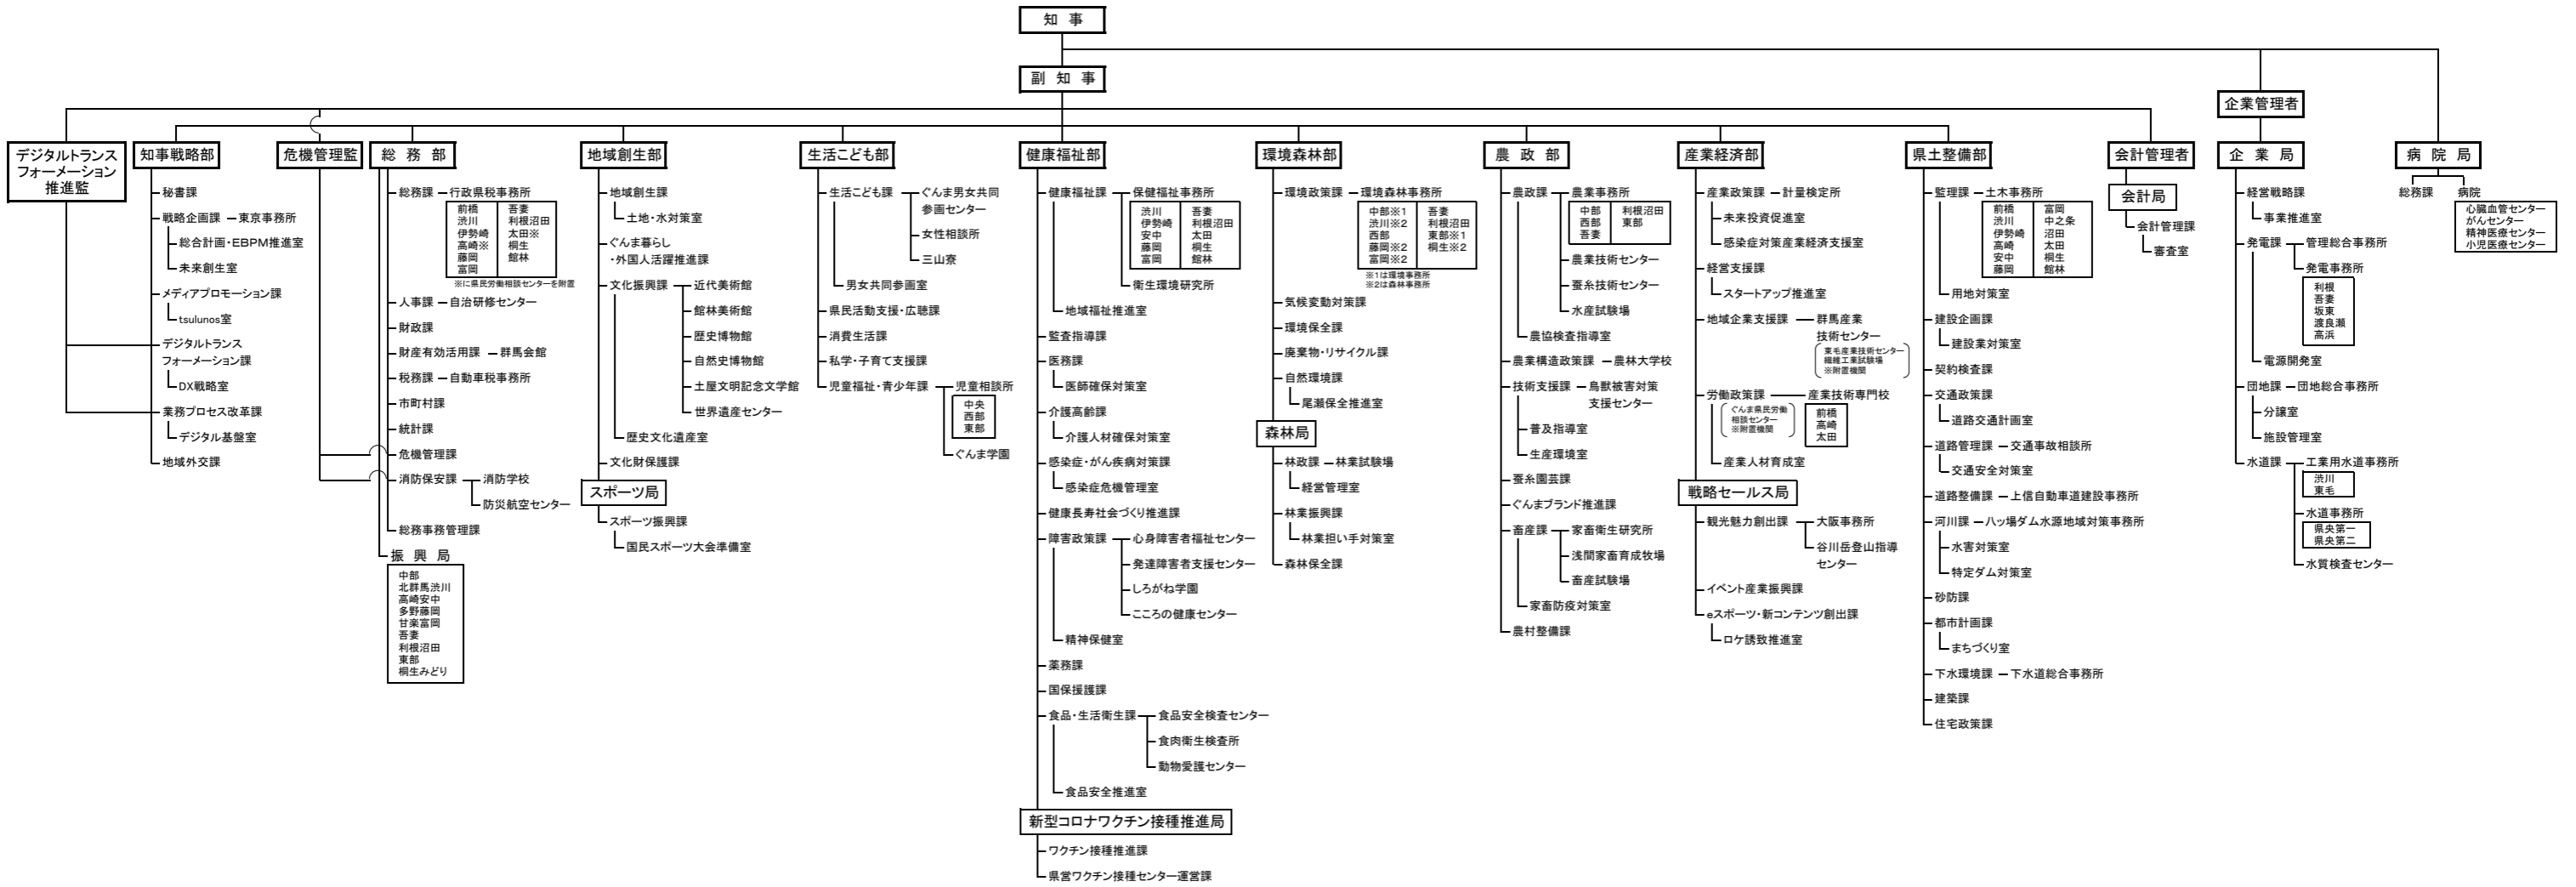 知 事
副 知 事
企業管理者
デジタルトランス
フォーメーション
推進監
知事戦略部
秘書課
戦略企画課
東京事務所
総合計画・EBPM推進室
未来創生室
メディアプロモーション課
tsulunos室
デジタルトランス
フォーメーション課
DX戦略室
業務プロセス改革課
デジタル基盤室
地域外交課
危機管理監
総 務 部
総務課
行政県税事務所
前橋 吾妻
渋川 利根沼田
伊勢崎 太田※
高崎※ 桐生
藤岡 館林
富岡
※に県民労働相談センターを附置
人事課
自治研修センター
財政課
財産有効活用課
群馬会館
税務課
自動車税事務所
市町村課
統計課
危機管理課
消防保安課
消防学校
防災航空センター
総務事務管理課
振 興 局
中部
北群馬渋川
高崎安中
多野藤岡
甘楽富岡
吾妻
利根沼田
東部
桐生みどり
地域創生部
地域創生課
土地・水対策室
ぐんま暮らし
・外国人活躍推進課
文化振興課
近代美術館
館林美術館
歴史博物館
自然史博物館
土屋文明記念文学館
世界遺産センター
歴史文化遺産室
文化財保護課
スポーツ局
スポーツ振興課
国民スポーツ大会準備室
生活こども部
生活こども課
ぐんま男女共同
参画センター
女性相談所
三山寮
男女共同参画室
県民活動支援・広聴課
消費生活課
私学・子育て支援課
児童福祉・青少年課
児童相談所
中央
西部
東部
ぐんま学園
健康福祉部
健康福祉課
保健福祉事務所
渋川 吾妻
伊勢崎 利根沼田
安中 太田
藤岡 桐生
富岡 館林
衛生環境研究所
地域福祉推進室
監査指導課
医務課
医師確保対策室
介護高齢課
介護人材確保対策室
感染症・がん疾病対策課
感染症危機管理室
健康長寿社会づくり推進課
障害政策課
心身障害者福祉センター
発達障害者支援センター
しろがね学園
こころの健康センター
精神保健室
薬務課
国保援護課
食品・生活衛生課
食品安全検査センター
食肉衛生検査所
動物愛護センター
食品安全推進室
新型コロナワクチン接種推進局
ワクチン接種推進課
県営ワクチン接種センター運営課
環境森林部
環境政策課
環境森林事務所
中部※1 吾妻
渋川※2 利根沼田
西部 東部※1
藤岡※2 桐生※2
富岡※2
※1は環境事務所
※2は森林事務所
気候変動対策課
環境保全課
廃棄物・リサイクル課
自然環境課
尾瀬保全推進室
森林局
林政課
林業試験場
経営管理室
林業振興課
林業担い手対策室
森林保全課
農 政 部
農政課
農業事務所
中部 利根沼田
西部 東部
吾妻
農業技術センター
蚕糸技術センター
水産試験場
農協検査指導室
農業構造政策課
農林大学校
技術支援課
鳥獣被害対策
支援センター
普及指導室
生産環境室
蚕糸園芸課
ぐんまブランド推進課
畜産課
家畜衛生研究所
浅間家畜育成牧場
畜産試験場
家畜防疫対策室
農村整備課
産業経済部
産業政策課
計量検定所
未来投資促進室
感染症対策産業経済支援室
経営支援課
スタートアップ推進室
地域企業支援課
群馬産業
技術センター
東毛産業技術センター
繊維工業試験場
※附置機関
労働政策課
産業技術専門校
ぐんま県民労働
相談センター
※附置機関
前橋
高崎
太田
産業人材育成室
戦略セールス局
観光魅力創出課
大阪事務所
谷川岳登山指導
センター
イベント産業振興課
eスポーツ・新コンテンツ創出課
ロケ誘致推進室
県土整備部
監理課
土木事務所
前橋 富岡
渋川 中之条
伊勢崎 沼田
高崎 太田
安中 桐生
藤岡 館林
用地対策室
建設企画課
建設業対策室
契約検査課
交通政策課
道路交通計画室
道路管理課
交通事故相談所
交通安全対策室
道路整備課
上信自動車道建設事務所
河川課
八ッ場ダム水源地域対策事務所
水害対策室
特定ダム対策室
砂防課
都市計画課
まちづくり室
下水環境課
下水道総合事務所
建築課
住宅政策課
会計管理者
会計局
会計管理課
審査室
企 業 局
経営戦略課
事業推進室
発電課
管理総合事務所
発電事務所
利根
吾妻
坂東
渡良瀬
高浜
電源開発室
団地課
団地総合事務所
分譲室
施設管理室
水道課
工業用水道事務所
渋川
東毛
水道事務所
県央第一
県央第二
水質検査センター
病 院 局
総務課
病院
心臓血管センター
がんセンター
精神医療センター
小児医療センター